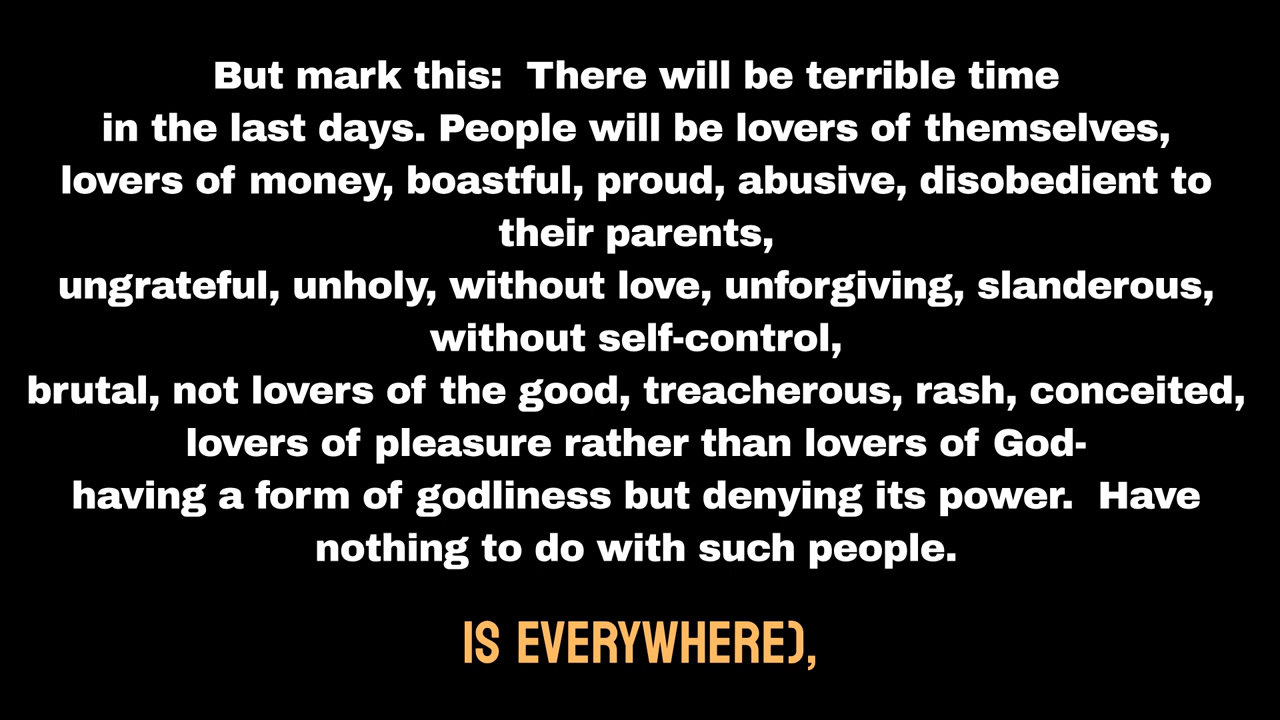 But mark this:  There will be terrible time
in the last days. People will be lovers of themselves,
lovers of money, boastful, proud, abusive, disobedient to
their parents,
ungrateful, unholy, without love, unforgiving, slanderous,
without self-control,
brutal, not lovers of the good, treacherous, rash, conceited,
lovers of pleasure rather than lovers of God-
having a form of godliness but denying its power.  Have
nothing to do with such people.
IS EVERYWHERE),